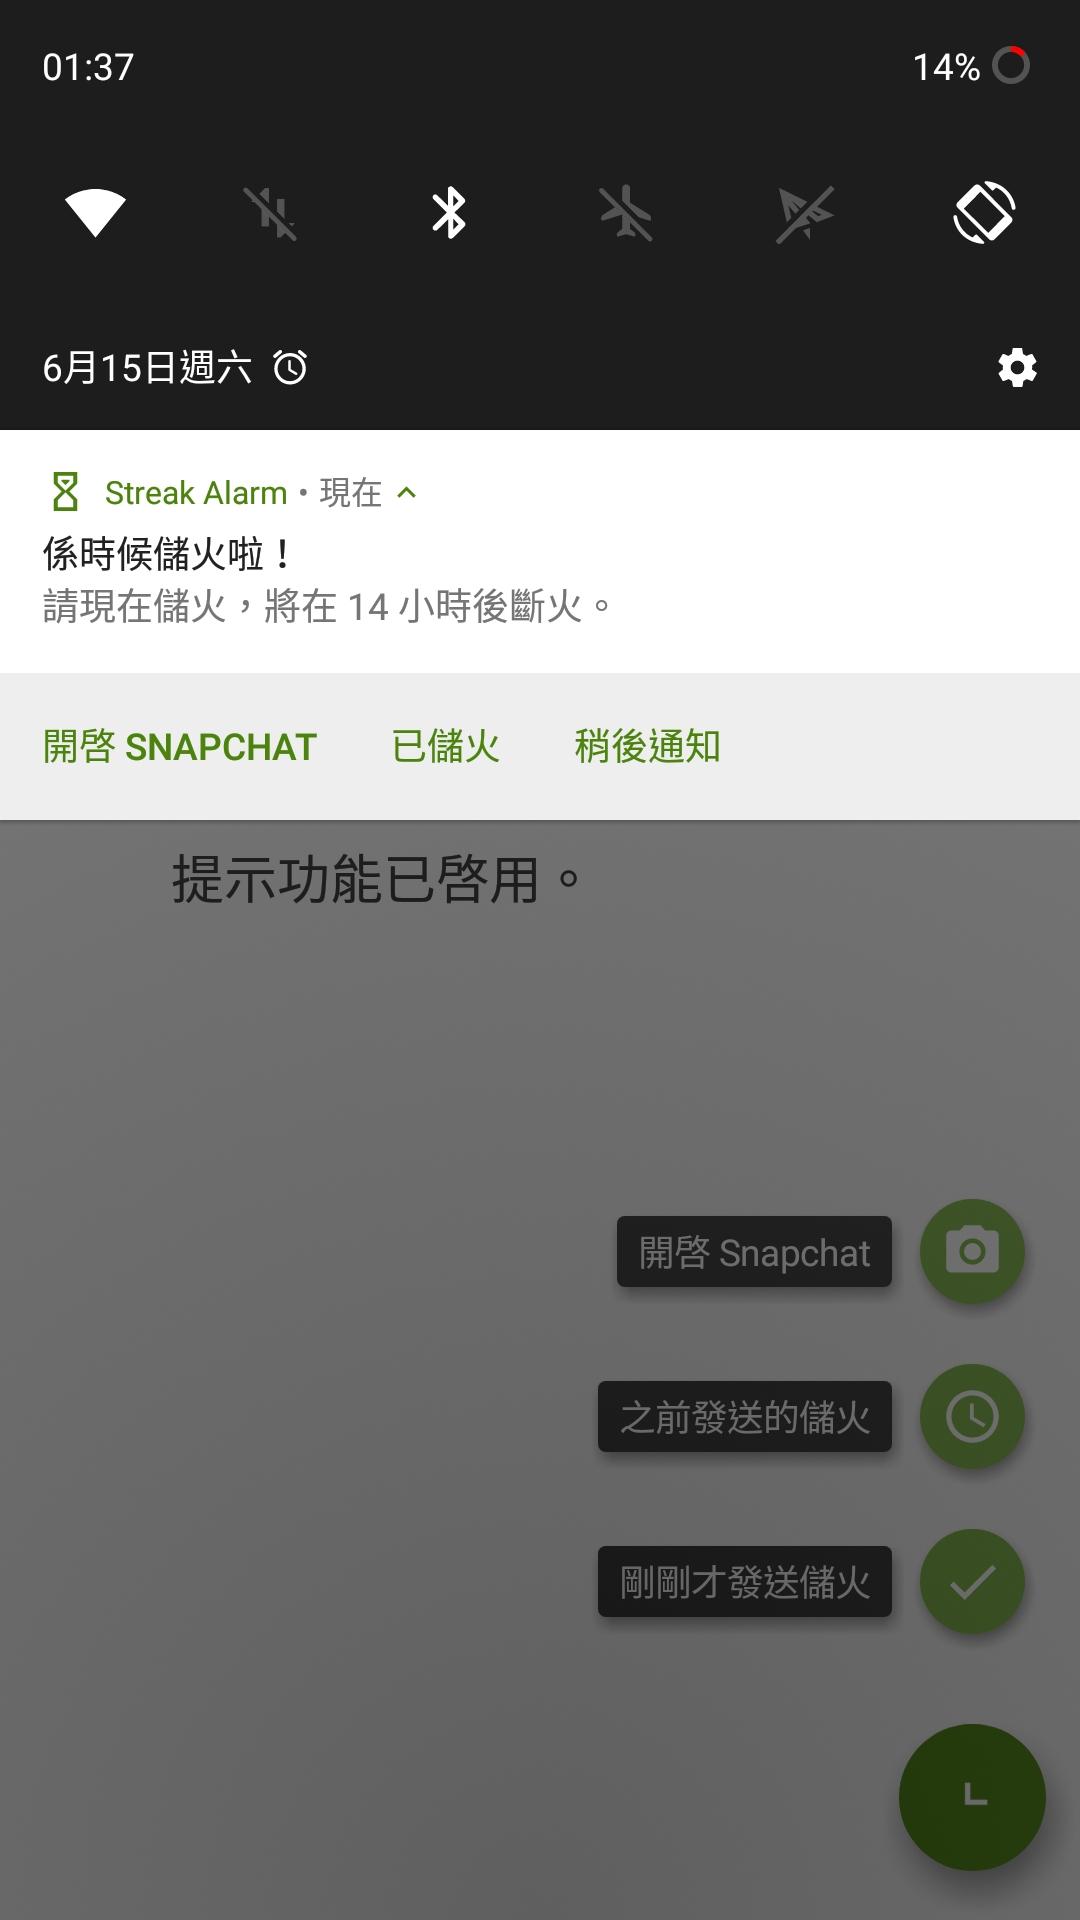 01:37 14%
6月15日週六
Streak Alarm • 現在
係時候儲火啦！
請現在儲火，將在 14 小時後斷火。
開啓 SNAPCHAT 已儲火 稍後通知
提示功能已啓用。
開啓 Snapchat
之前發送的儲火
剛剛才發送儲火